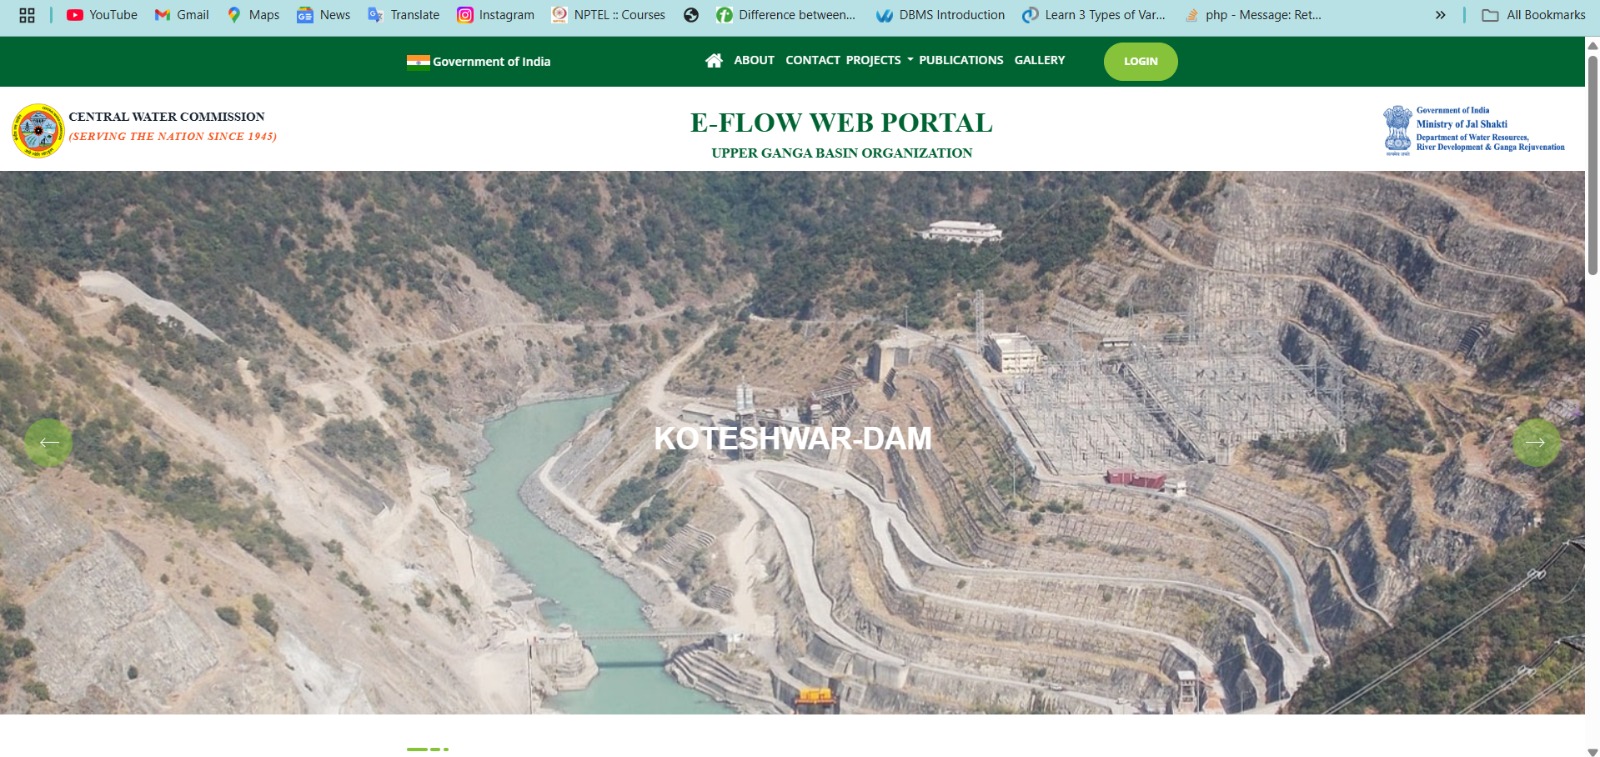 YouTube Gmail Maps News Translate Instagram NPTEL :: Courses Difference between... DBMS Introduction Learn 3 Types of Var... php - Message: Ret... » All Bookmarks
Government of India ABOUT CONTACT PROJECTS PUBLICATIONS GALLERY LOGIN
CENTRAL WATER COMMISSION
(SERVING THE NATION SINCE 1945)
E-FLOW WEB PORTAL
UPPER GANGA BASIN ORGANIZATION
Government of India
Ministry of Jal Shakti
Department of Water Resources,
River Development & Ganga Rejuvenation
KOTESHWAR-DAM